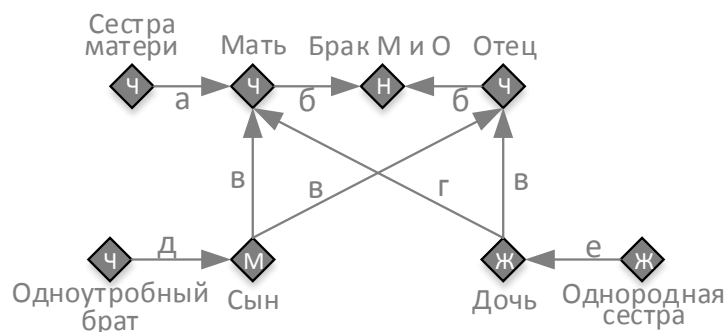 Сестра
матери
Мать
Брак М и О
Отец
Ч
Ч
Н
Ч
а
б
б
в
в
г
в
Ч
д
М
Ж
е
Ж
Одноутробный
брат
Сын
Дочь
Однородная
сестра